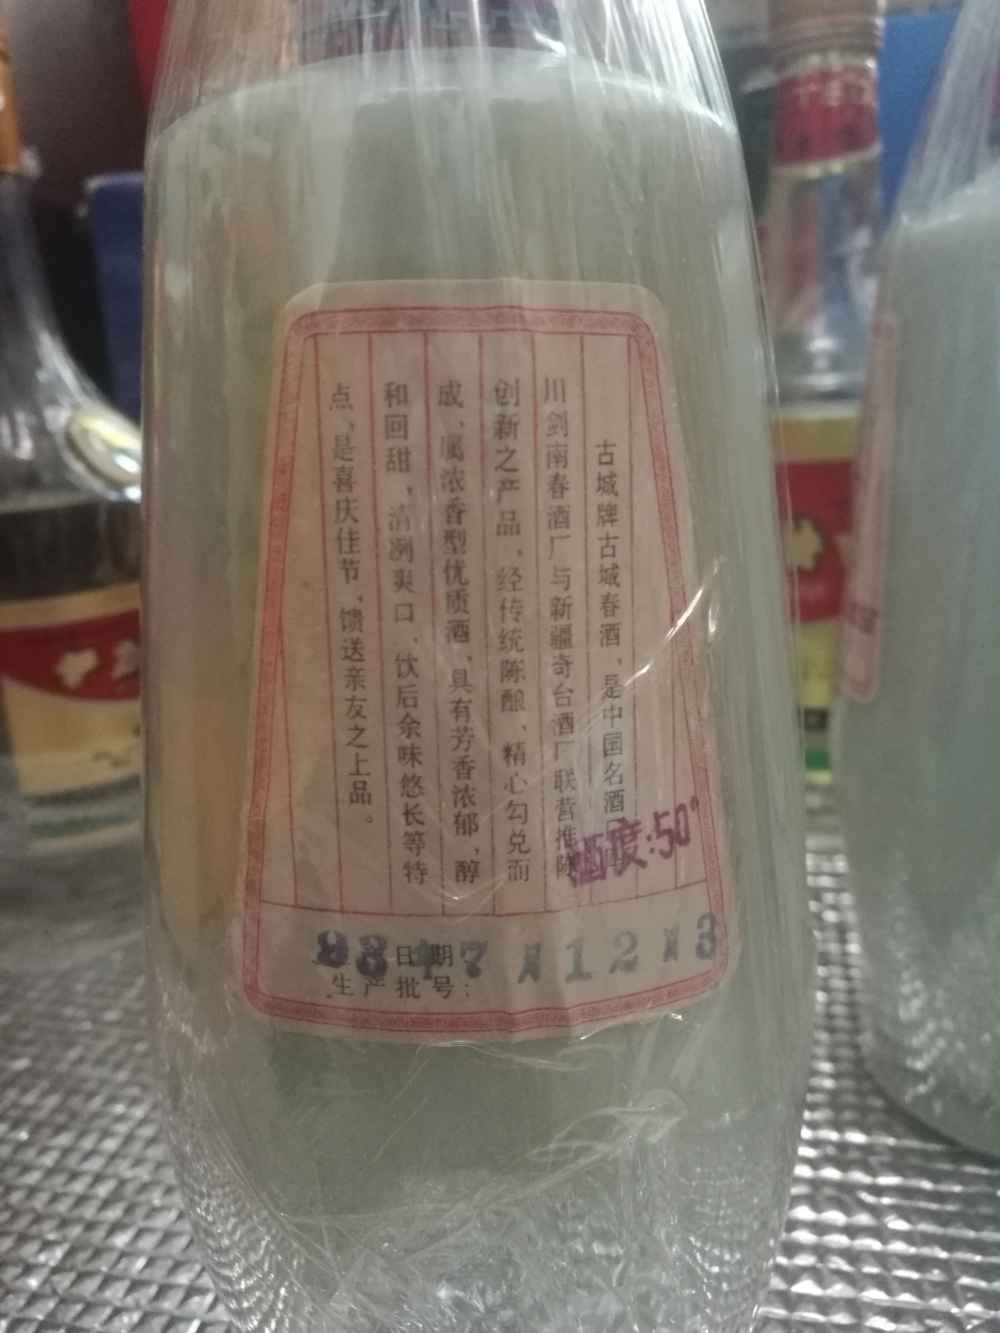 古城牌古城春酒，是中国名酒
川剑南春酒厂与新疆奇台酒厂联营推陈
创新之产品，经传统陈酿、精心勾兑而
成、属浓香型优质酒，具有芳香浓郁，醇
和回甜，清冽爽口，饮后余味悠长等特
点，是喜庆佳节、馈送亲友之上品。
酒度:50°
日期
生产批号: